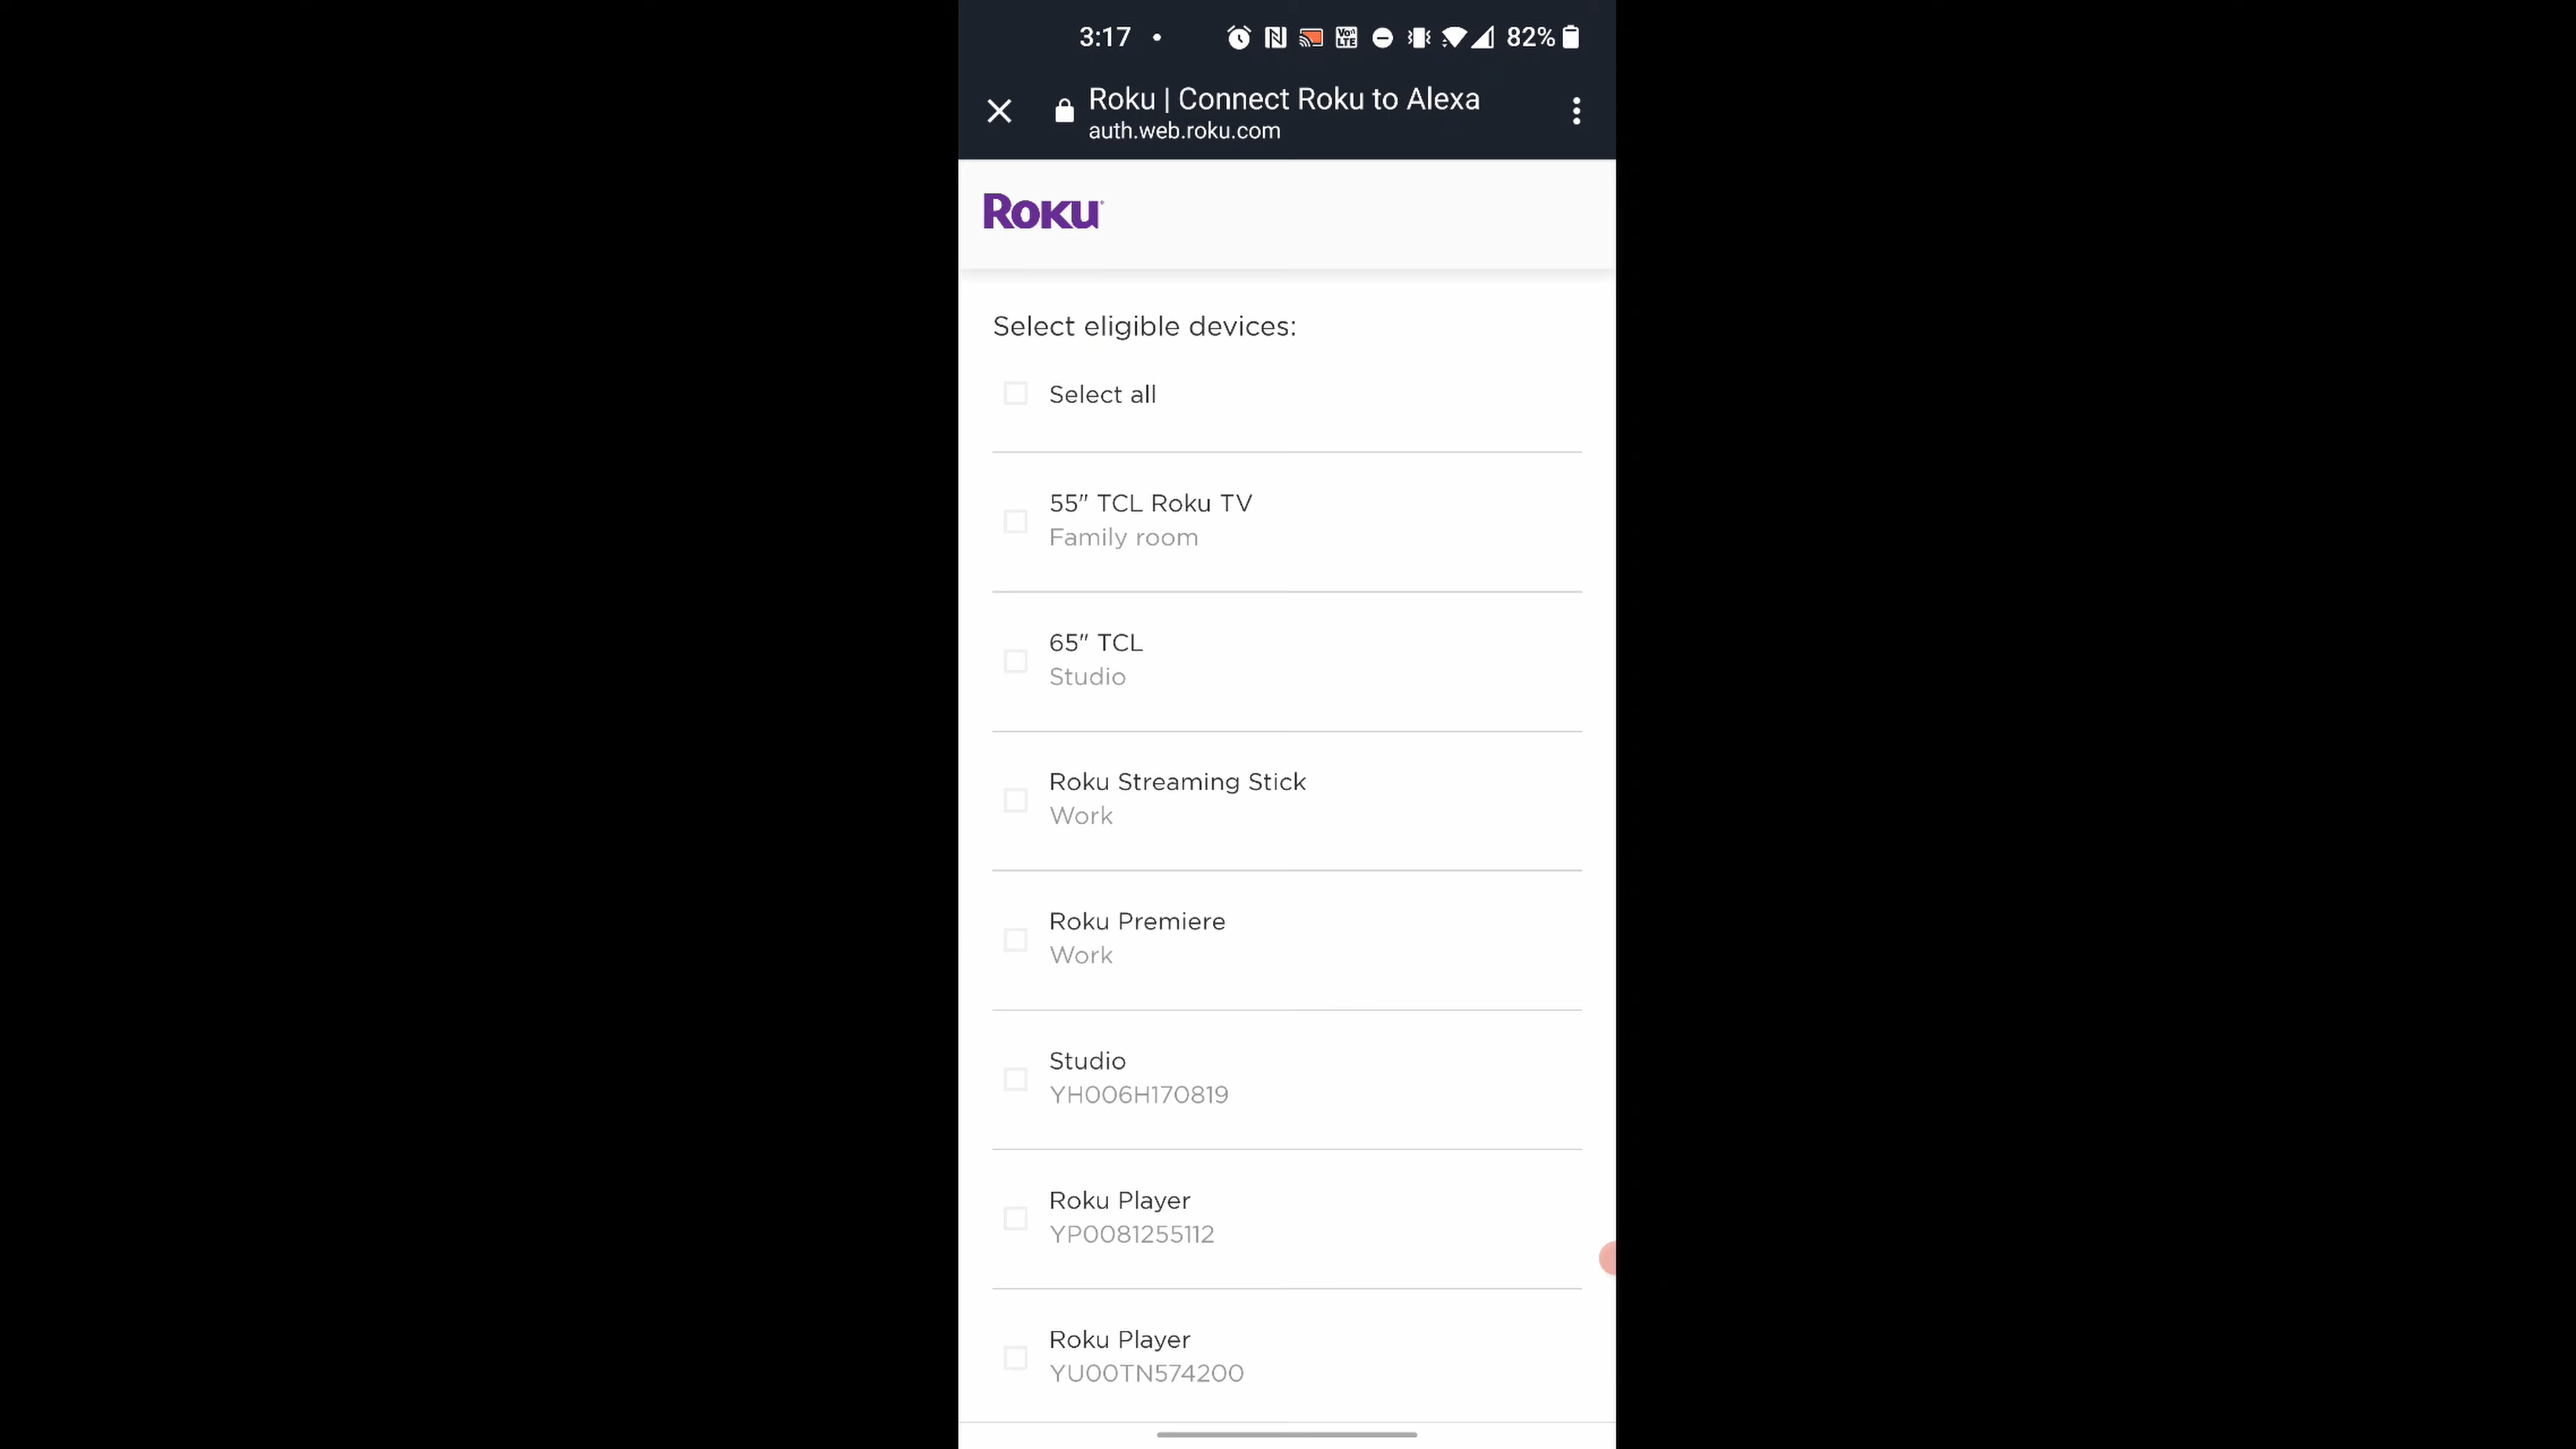 3:17 • 82%
Roku | Connect Roku to Alexa
auth.web.roku.com
Roku
Select eligible devices:
Select all
55" TCL Roku TV
Family room
65" TCL
Studio
Roku Streaming Stick
Work
Roku Premiere
Work
Studio
YH006H170819
Roku Player
YP0081255112
Roku Player
YU00TN574200